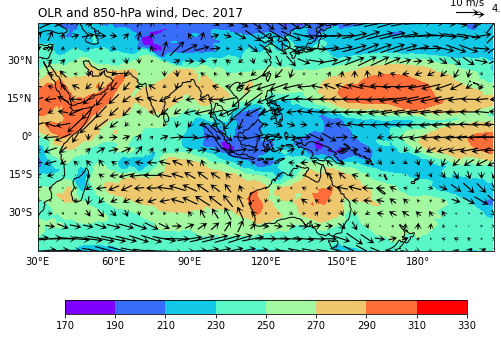 OLR and 850-hPa wind, Dec. 2017
10 m/s
4.
30°N
15°N
0°
15°S
30°S
30°E 60°E 90°E 120°E 150°E 180°
170 190 210 230 250 270 290 310 330